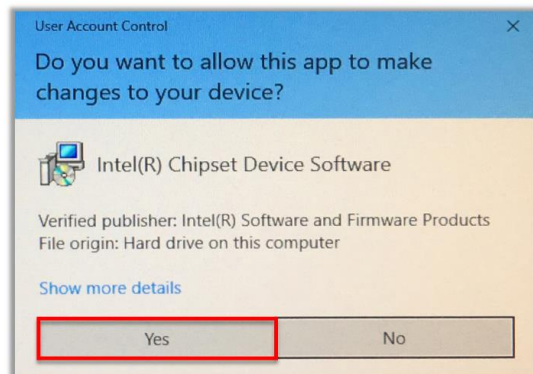 User Account Control
Do you want to allow this app to make
changes to your device?
Intel(R) Chipset Device Software
Verified publisher: Intel(R) Software and Firmware Products
File origin: Hard drive on this computer
Show more details
Yes No